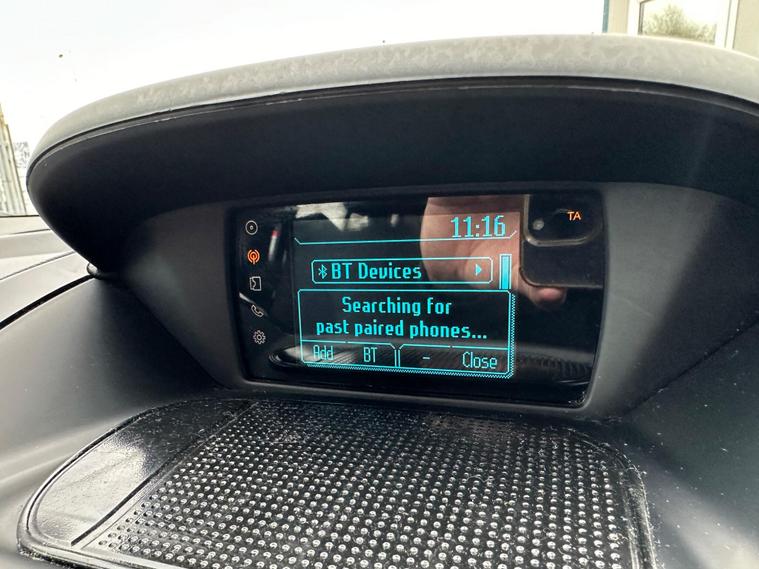 11:16
TA
BT Devices
Searching for
past paired phones...
Add BT - Close